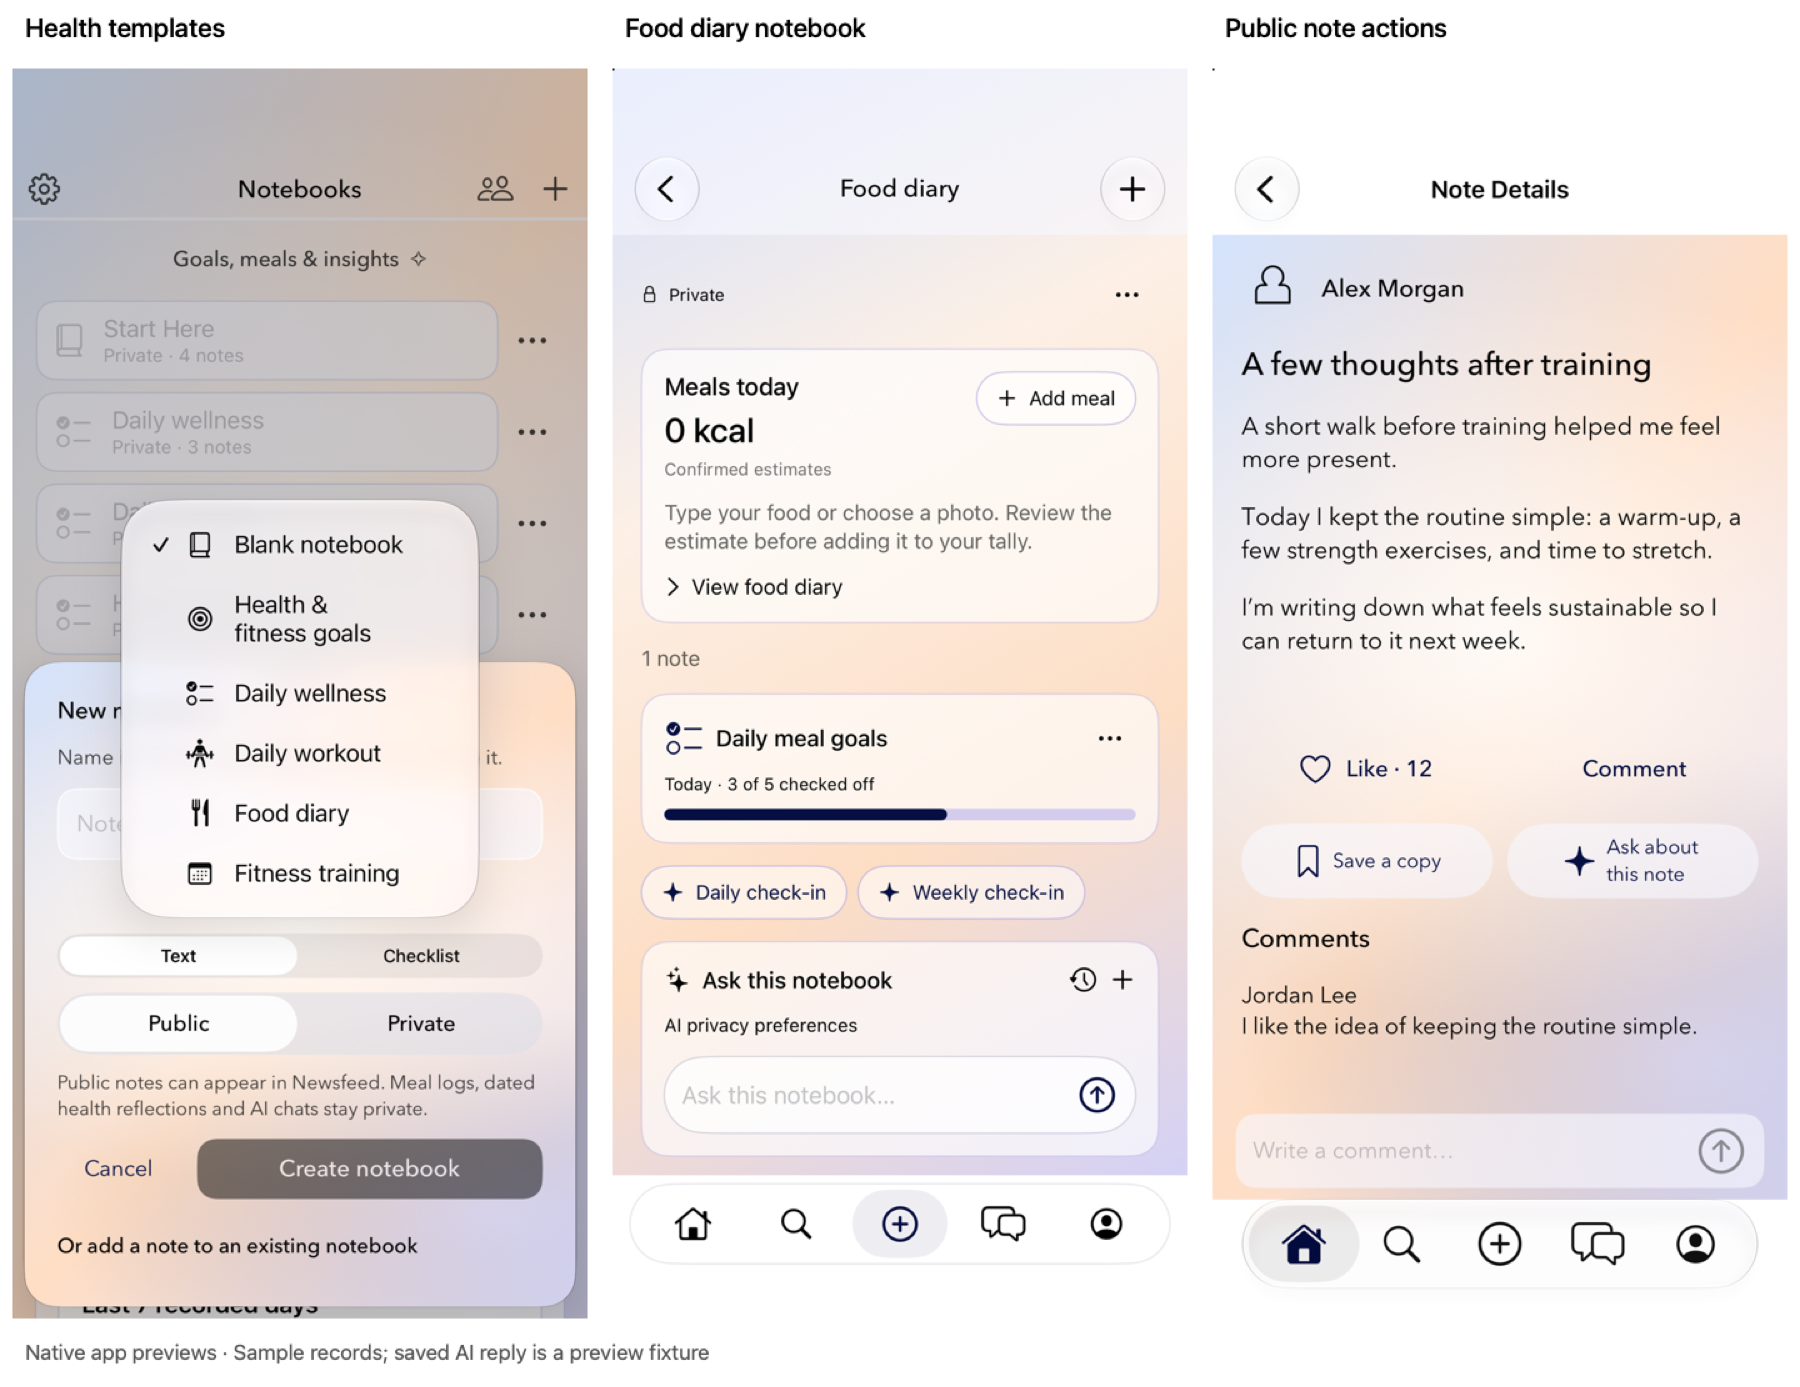 Health templates
Notebooks
Goals, meals & insights
Start Here
Private · 4 notes
Daily wellness
Private · 3 notes
Blank notebook
Health &
fitness goals
Daily wellness
Daily workout
Food diary
Fitness training
New
Name
it.
Text
Checklist
Public
Private
Public notes can appear in Newsfeed. Meal logs, dated
health reflections and AI chats stay private.
Cancel
Create notebook
Or add a note to an existing notebook
Last 7 recorded days
Food diary notebook
Food diary
Private
Meals today
+ Add meal
0 kcal
Confirmed estimates
Type your food or choose a photo. Review the
estimate before adding it to your tally.
View food diary
1 note
Daily meal goals
Today · 3 of 5 checked off
Daily check-in
Weekly check-in
Ask this notebook
AI privacy preferences
Ask this notebook...
Public note actions
Note Details
Alex Morgan
A few thoughts after training
A short walk before training helped me feel
more present.
Today I kept the routine simple: a warm-up, a
few strength exercises, and time to stretch.
I’m writing down what feels sustainable so I
can return to it next week.
Like · 12
Comment
Save a copy
Ask about
this note
Comments
Jordan Lee
I like the idea of keeping the routine simple.
Write a comment...
Native app previews · Sample records; saved AI reply is a preview fixture